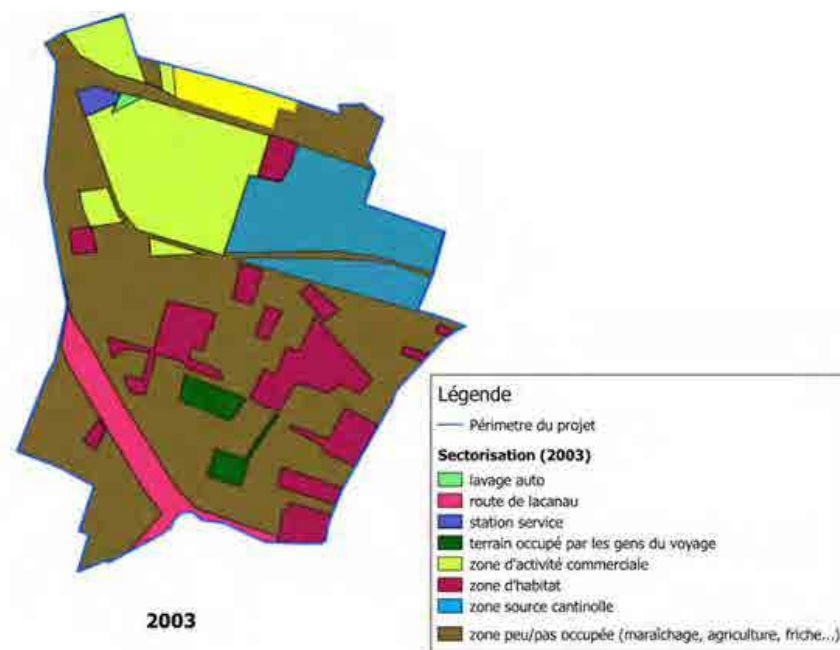 2003
Légende
Périmetre du projet
Sectorisation (2003)
lavage auto
route de lacanau
station service
terrain occupé par les gens du voyage
zone d'activité commerciale
zone d'habitat
zone source cantinolle
zone peu/pas occupée (maraîchage, agriculture, friche...)